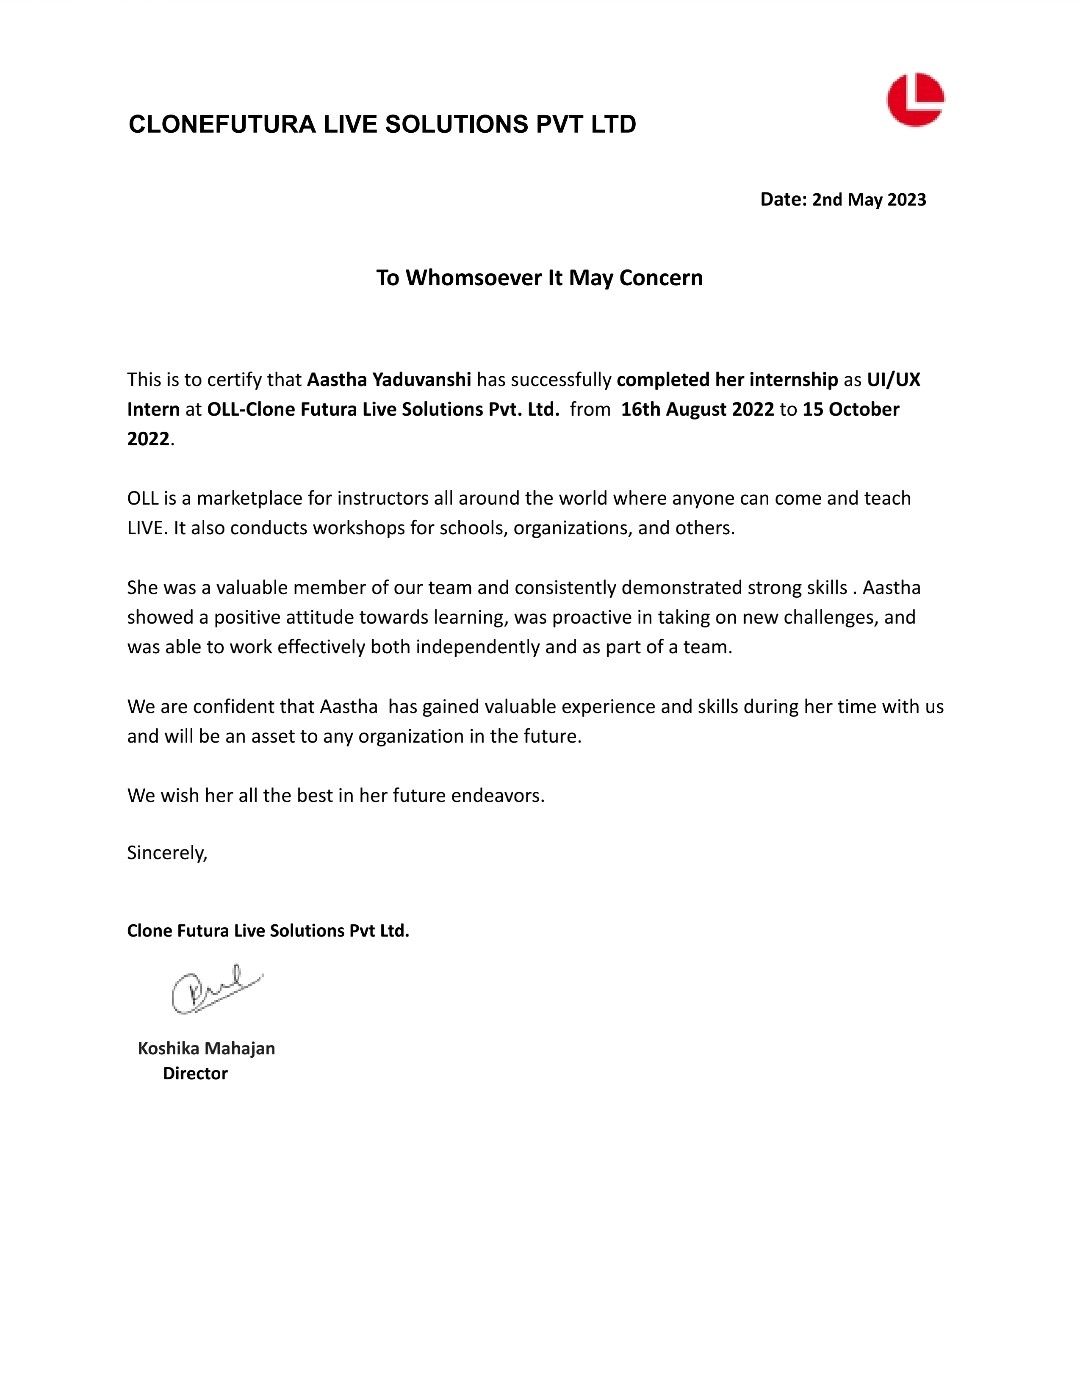 CLONEFUTURA LIVE SOLUTIONS PVT LTD
Date: 2nd May 2023
To Whomsoever It May Concern
This is to certify that Aastha Yaduvanshi has successfully completed her internship as UI/UX
Intern at OLL-Clone Futura Live Solutions Pvt. Ltd.  from  16th August 2022 to 15 October
2022.
OLL is a marketplace for instructors all around the world where anyone can come and teach
LIVE. It also conducts workshops for schools, organizations, and others.
She was a valuable member of our team and consistently demonstrated strong skills . Aastha
showed a positive attitude towards learning, was proactive in taking on new challenges, and
was able to work effectively both independently and as part of a team.
We are confident that Aastha  has gained valuable experience and skills during her time with us
and will be an asset to any organization in the future.
We wish her all the best in her future endeavors.
Sincerely,
Clone Futura Live Solutions Pvt Ltd.
Koshika Mahajan
Director